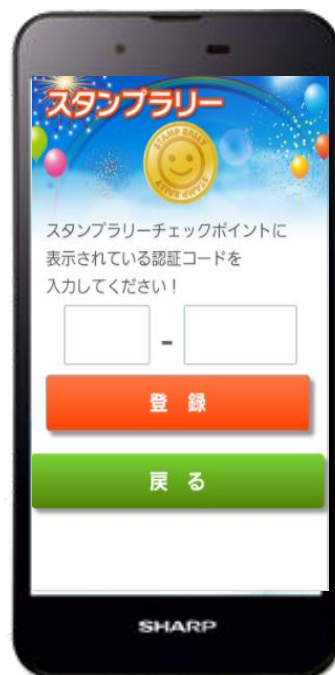 スタンプラリー
STAMP RALLY
STAMP RALLY
スタンプラリーチェックポイントに
表示されている認証コードを
入力してください！
-
登 録
戻 る
SHARP